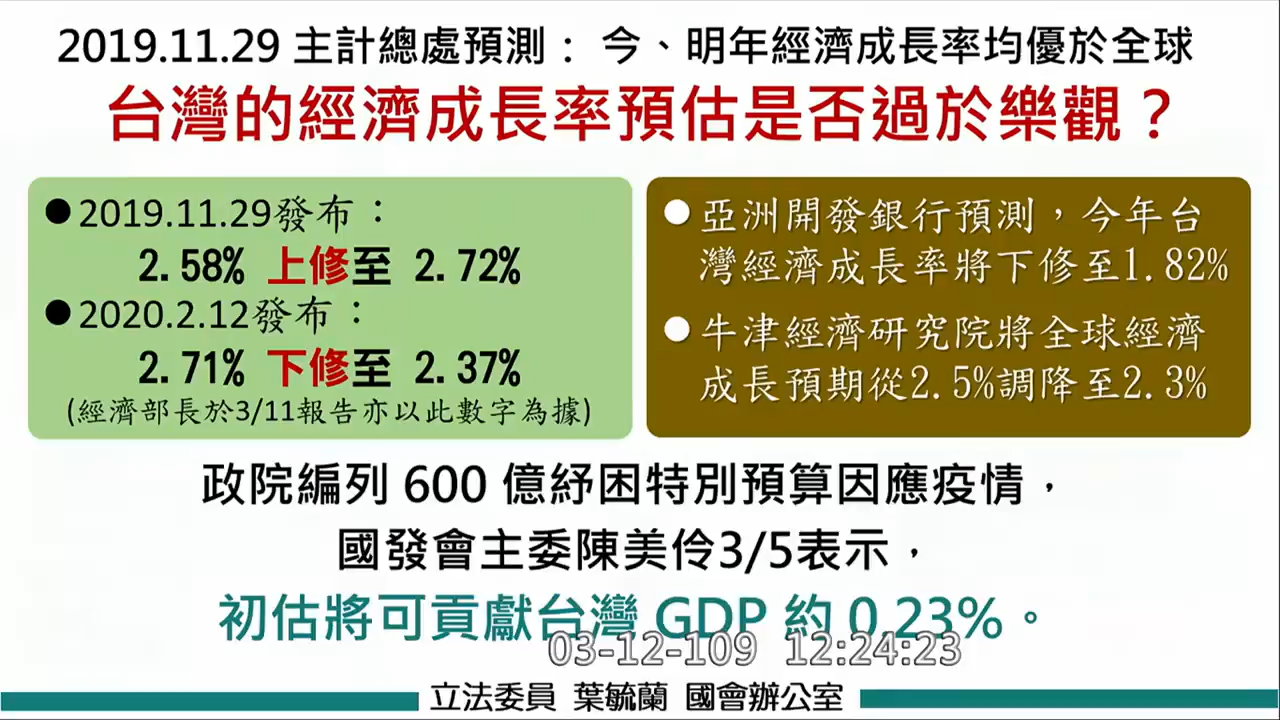 2019.11.29 主計總處預測： 今、明年經濟成長率均優於全球
台灣的經濟成長率預估是否過於樂觀？
●2019.11.29發布：
2.58% 上修至 2.72%
●2020.2.12發布：
2.71% 下修至 2.37%
(經濟部長於3/11報告亦以此數字為據)
●亞洲開發銀行預測，今年台
灣經濟成長率將下修至1.82%
●牛津經濟研究院將全球經濟
成長預期從2.5%調降至2.3%
政院編列 600 億紓困特別預算因應疫情，
國發會主委陳美伶3/5表示，
初估將可貢獻台灣 GDP 約 0.23%。
03-12-109 12:24:23
立法委員 葉毓蘭 國會辦公室